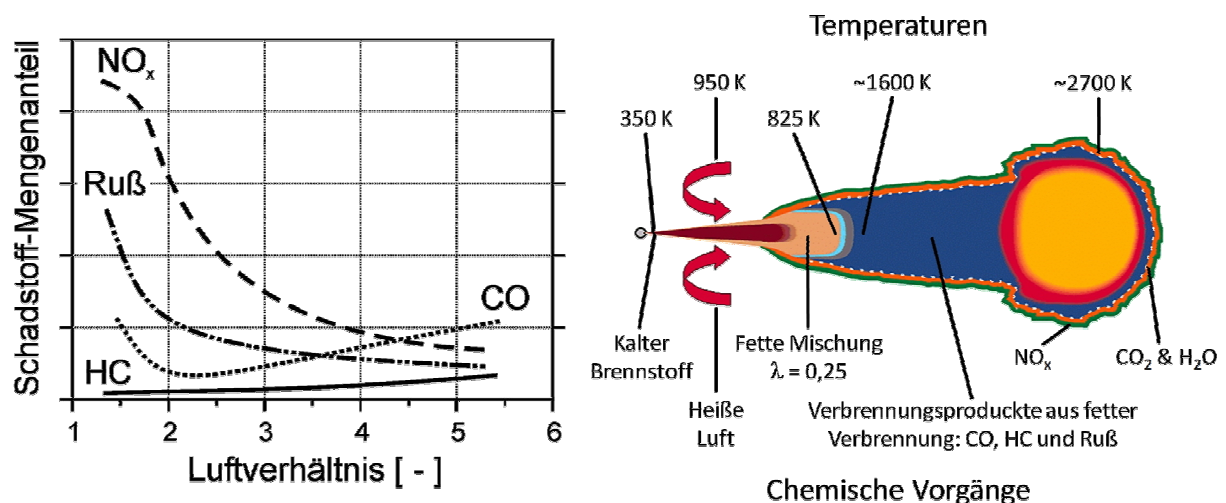 Schadstoff-Mengenanteil
NOx
Ruß
CO
HC
1 2 3 4 5 6
Luftverhältnis [ - ]
Temperaturen
950 K ~1600 K ~2700 K
350 K 825 K
Kalter
Brennstoff
Fette Mischung
λ = 0,25
NOx
CO2 & H2O
Heiße
Luft
Verbrennungsproduckte aus fetter
Verbrennung: CO, HC und Ruß
Chemische Vorgänge